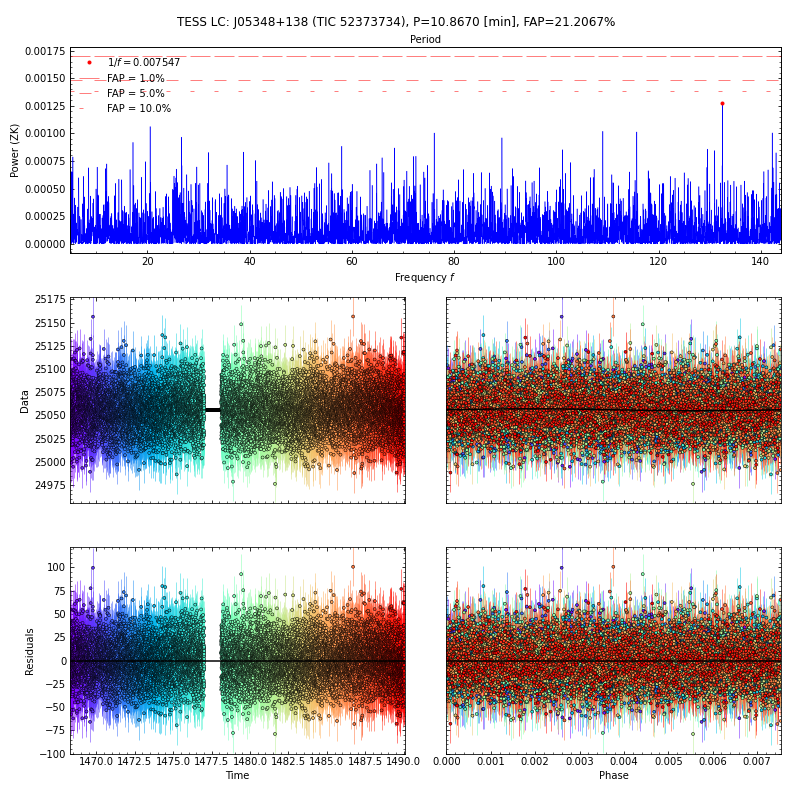 TESS LC: J05348+138 (TIC 52373734), P=10.8670 [min], FAP=21.2067%
Period
0.00175
0.00150
0.00125
0.00100
0.00075
0.00050
0.00025
0.00000
Power (ZK)
1/f = 0.007547
FAP = 1.0%
FAP = 5.0%
FAP = 10.0%
20 40 60 80 100 120 140
Frequency f
25175
25150
25125
25100
25075
25050
25025
25000
24975
Data
100
75
50
25
0
−25
−50
−75
−100
Residuals
1470.0 1472.5 1475.0 1477.5 1480.0 1482.5 1485.0 1487.5 1490.0
Time
0.000 0.001 0.002 0.003 0.004 0.005 0.006 0.007
Phase